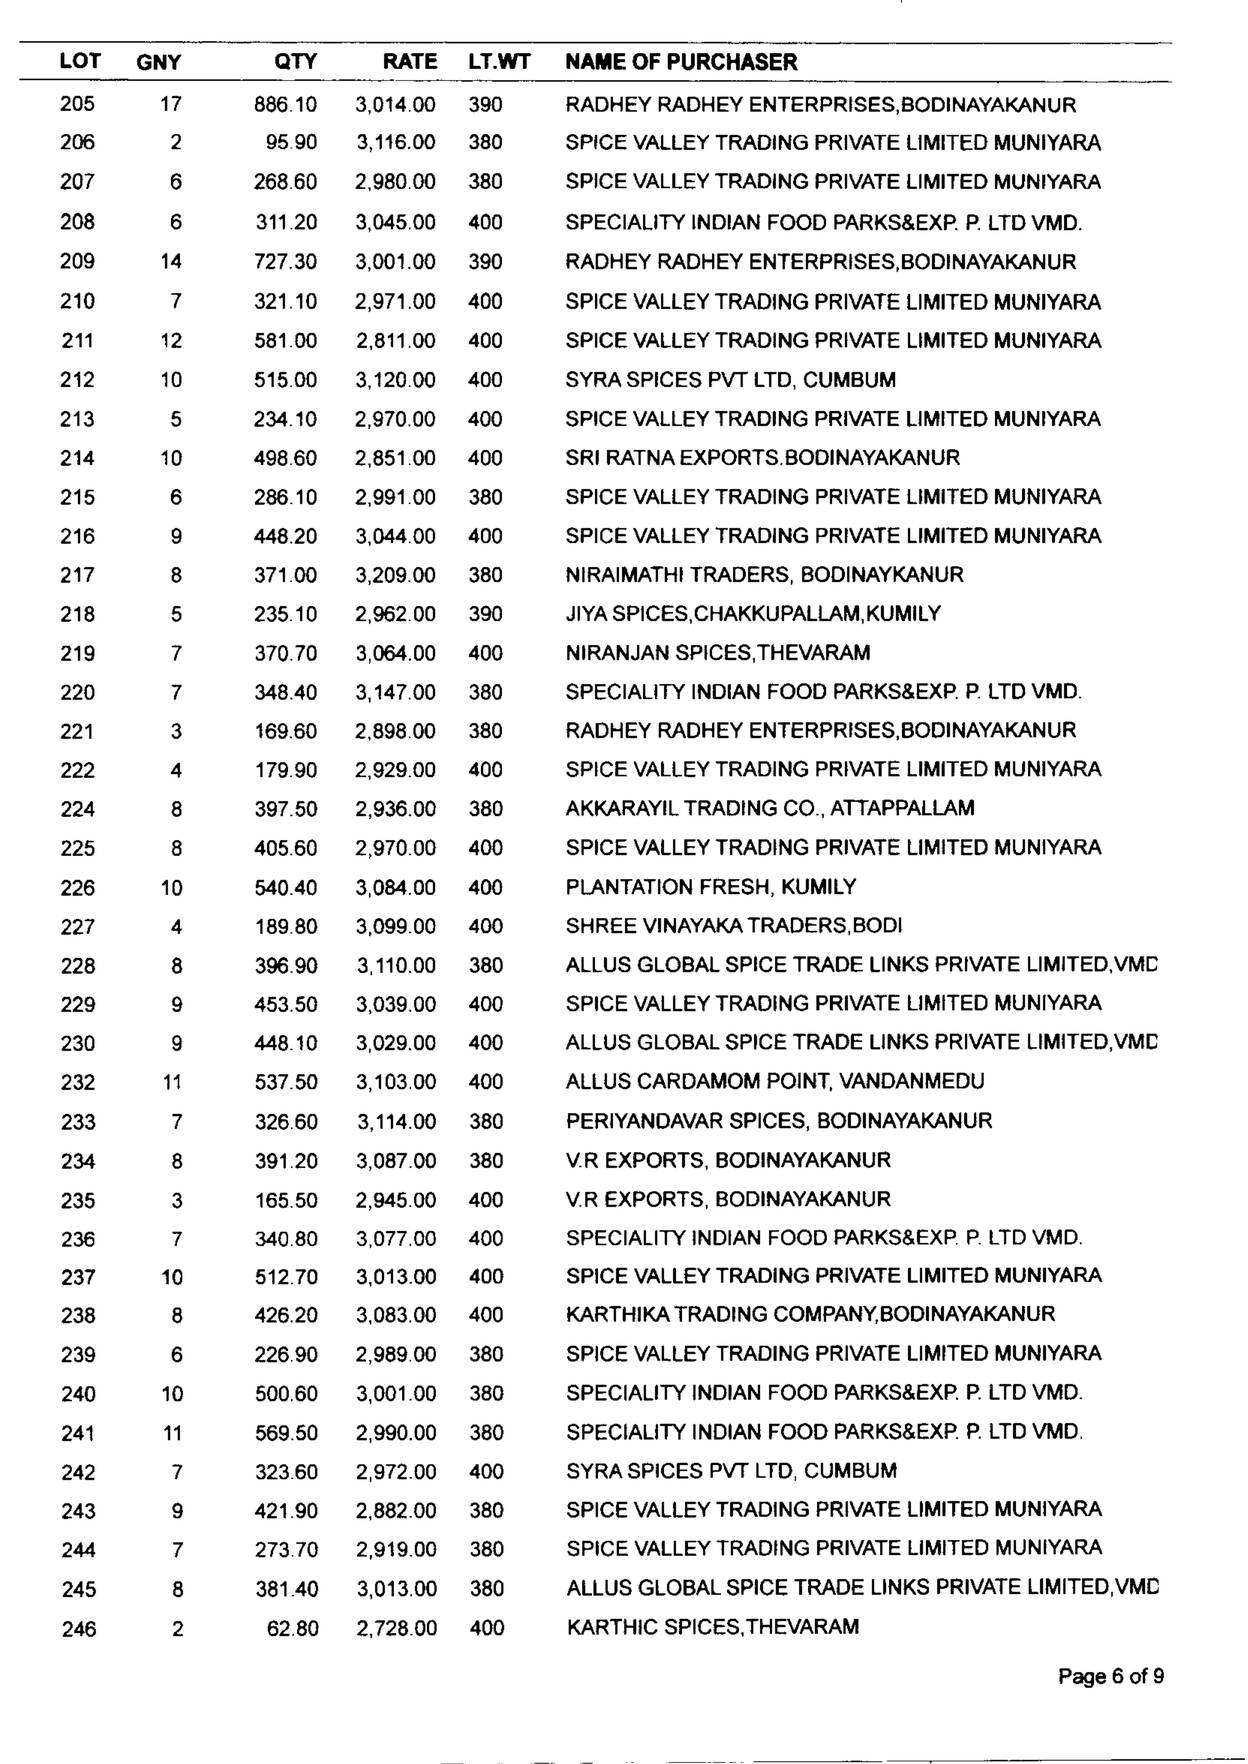 LOT GNY QTY RATE LT.WT NAME OF PURCHASER
205 17 886.10 3,014.00 390 RADHEY RADHEY ENTERPRISES,BODINAYAKANUR
206 2 95.90 3,116.00 380 SPICE VALLEY TRADING PRIVATE LIMITED MUNIYARA
207 6 268.60 2,980.00 380 SPICE VALLEY TRADING PRIVATE LIMITED MUNIYARA
208 6 311.20 3,045.00 400 SPECIALITY INDIAN FOOD PARKS&EXP. P. LTD VMD.
209 14 727.30 3,001.00 390 RADHEY RADHEY ENTERPRISES,BODINAYAKANUR
210 7 321.10 2,971.00 400 SPICE VALLEY TRADING PRIVATE LIMITED MUNIYARA
211 12 581.00 2,811.00 400 SPICE VALLEY TRADING PRIVATE LIMITED MUNIYARA
212 10 515.00 3,120.00 400 SYRA SPICES PVT LTD, CUMBUM
213 5 234.10 2,970.00 400 SPICE VALLEY TRADING PRIVATE LIMITED MUNIYARA
214 10 498.60 2,851.00 400 SRI RATNA EXPORTS.BODINAYAKANUR
215 6 286.10 2,991.00 380 SPICE VALLEY TRADING PRIVATE LIMITED MUNIYARA
216 9 448.20 3,044.00 400 SPICE VALLEY TRADING PRIVATE LIMITED MUNIYARA
217 8 371.00 3,209.00 380 NIRAIMATHI TRADERS, BODINAYKANUR
218 5 235.10 2,962.00 390 JIYA SPICES,CHAKKUPALLAM,KUMILY
219 7 370.70 3,064.00 400 NIRANJAN SPICES,THEVARAM
220 7 348.40 3,147.00 380 SPECIALITY INDIAN FOOD PARKS&EXP. P. LTD VMD.
221 3 169.60 2,898.00 380 RADHEY RADHEY ENTERPRISES,BODINAYAKANUR
222 4 179.90 2,929.00 400 SPICE VALLEY TRADING PRIVATE LIMITED MUNIYARA
224 8 397.50 2,936.00 380 AKKARAYIL TRADING CO., ATTAPPALLAM
225 8 405.60 2,970.00 400 SPICE VALLEY TRADING PRIVATE LIMITED MUNIYARA
226 10 540.40 3,084.00 400 PLANTATION FRESH, KUMILY
227 4 189.80 3,099.00 400 SHREE VINAYAKA TRADERS,BODI
228 8 396.90 3,110.00 380 ALLUS GLOBAL SPICE TRADE LINKS PRIVATE LIMITED,VMD
229 9 453.50 3,039.00 400 SPICE VALLEY TRADING PRIVATE LIMITED MUNIYARA
230 9 448.10 3,029.00 400 ALLUS GLOBAL SPICE TRADE LINKS PRIVATE LIMITED,VMD
232 11 537.50 3,103.00 400 ALLUS CARDAMOM POINT, VANDANMEDU
233 7 326.60 3,114.00 380 PERIYANDAVAR SPICES, BODINAYAKANUR
234 8 391.20 3,087.00 380 V.R EXPORTS, BODINAYAKANUR
235 3 165.50 2,945.00 400 V.R EXPORTS, BODINAYAKANUR
236 7 340.80 3,077.00 400 SPECIALITY INDIAN FOOD PARKS&EXP. P. LTD VMD.
237 10 512.70 3,013.00 400 SPICE VALLEY TRADING PRIVATE LIMITED MUNIYARA
238 8 426.20 3,083.00 400 KARTHIKA TRADING COMPANY,BODINAYAKANUR
239 6 226.90 2,989.00 380 SPICE VALLEY TRADING PRIVATE LIMITED MUNIYARA
240 10 500.60 3,001.00 380 SPECIALITY INDIAN FOOD PARKS&EXP. P. LTD VMD.
241 11 569.50 2,990.00 380 SPECIALITY INDIAN FOOD PARKS&EXP. P. LTD VMD.
242 7 323.60 2,972.00 400 SYRA SPICES PVT LTD, CUMBUM
243 9 421.90 2,882.00 380 SPICE VALLEY TRADING PRIVATE LIMITED MUNIYARA
244 7 273.70 2,919.00 380 SPICE VALLEY TRADING PRIVATE LIMITED MUNIYARA
245 8 381.40 3,013.00 380 ALLUS GLOBAL SPICE TRADE LINKS PRIVATE LIMITED,VMD
246 2 62.80 2,728.00 400 KARTHIC SPICES,THEVARAM
Page 6 of 9